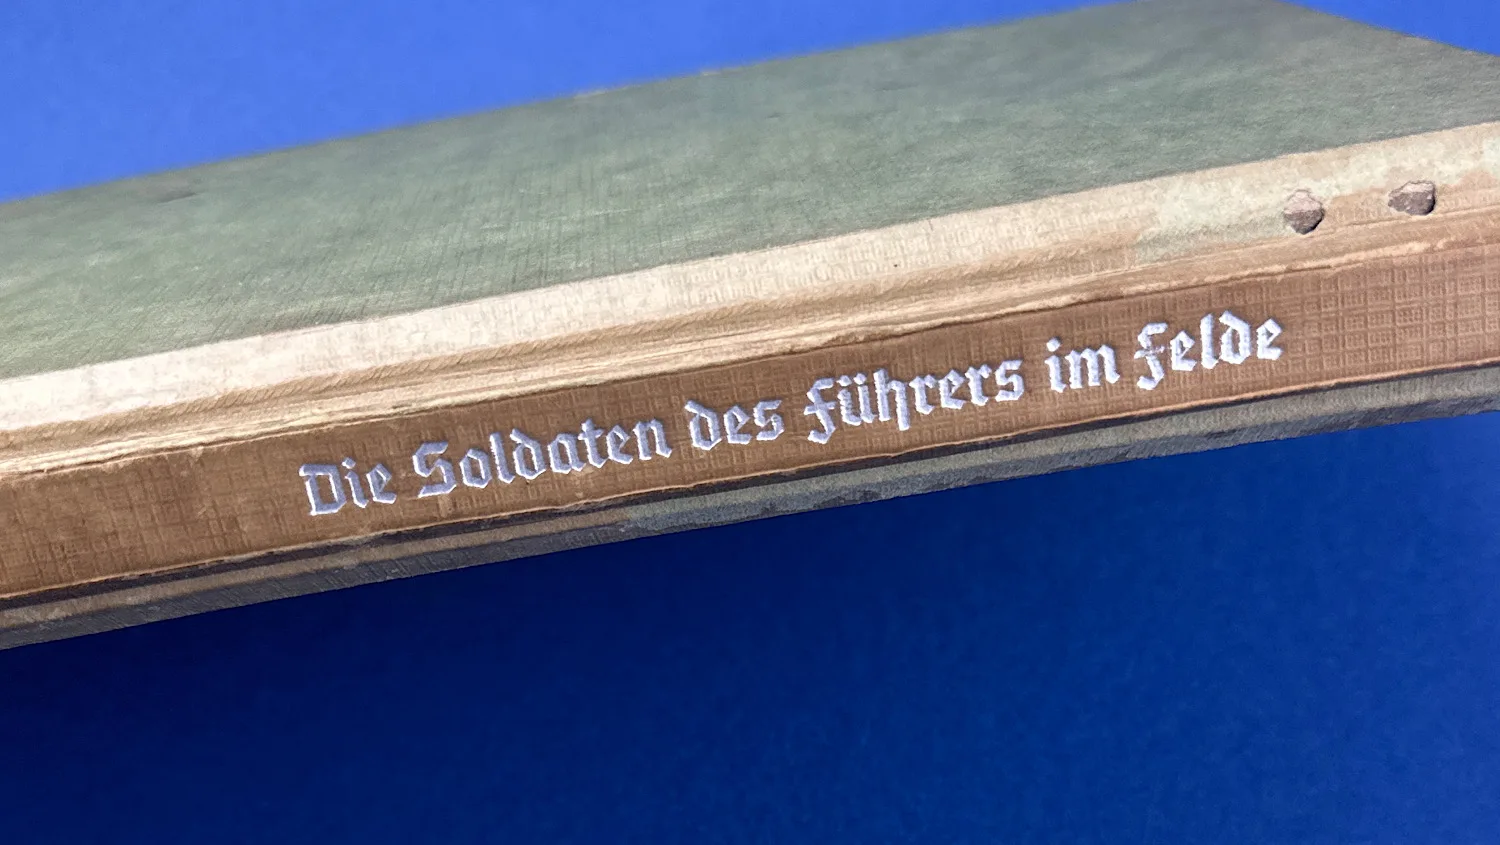 Die Soldaten des Führers im Felde